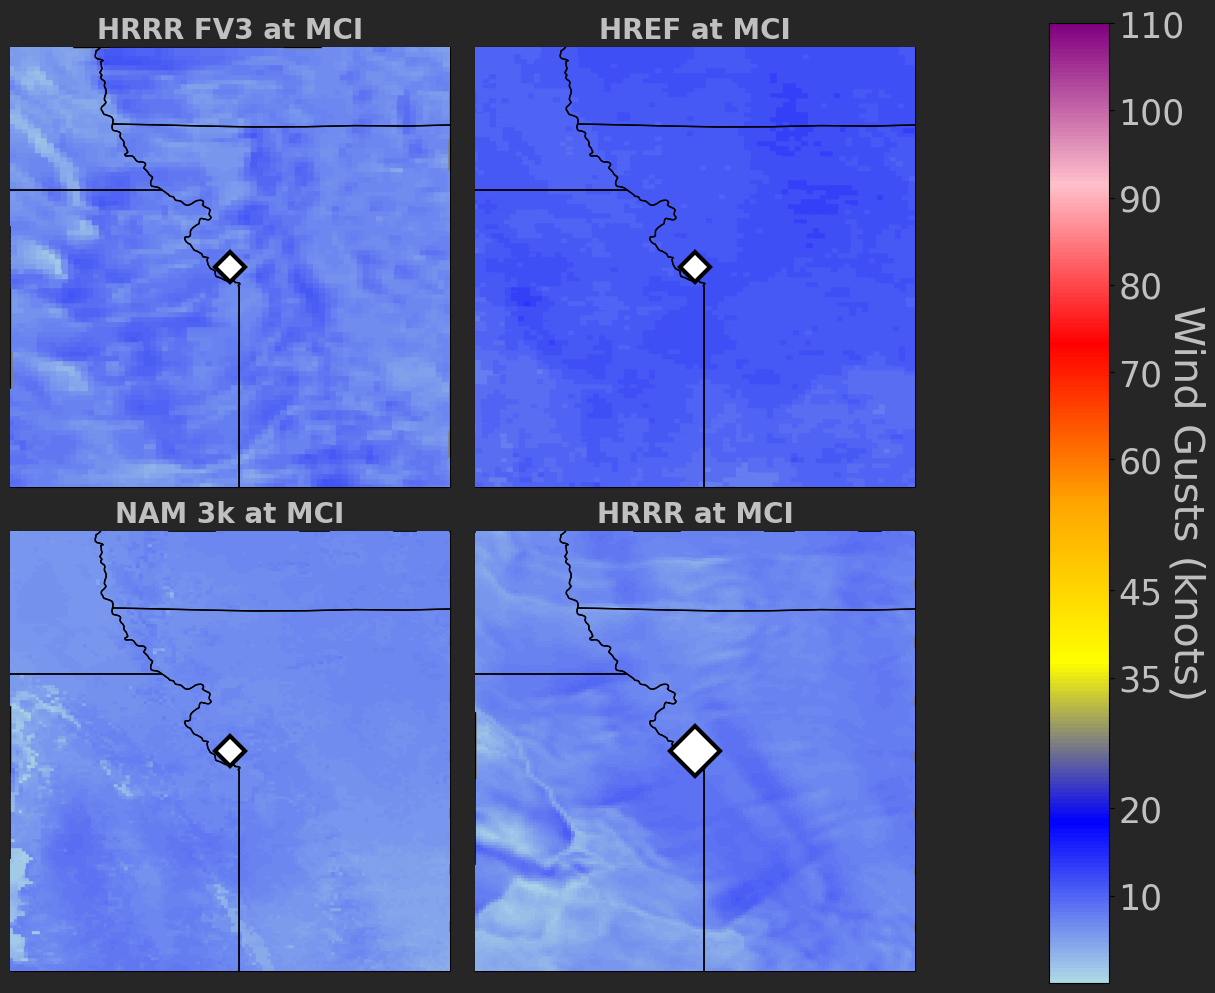 HRRR FV3 at MCI
HREF at MCI
NAM 3k at MCI
HRRR at MCI
110
100
90
80
70
60
45
35
20
10
Wind Gusts (knots)